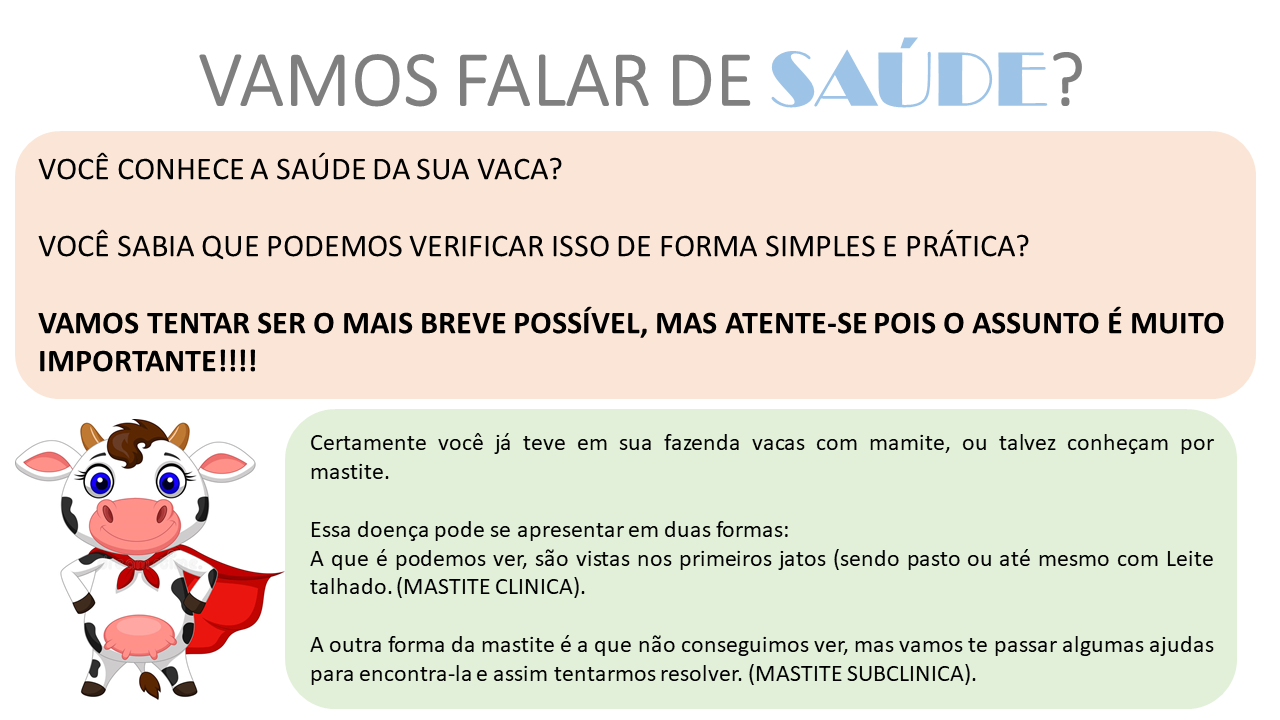 VAMOS FALAR DE SAÚDE?
VOCÊ CONHECE A SAÚDE DA SUA VACA?
VOCÊ SABIA QUE PODEMOS VERIFICAR ISSO DE FORMA SIMPLES E PRÁTICA?
VAMOS TENTAR SER O MAIS BREVE POSSÍVEL, MAS ATENTE-SE POIS O ASSUNTO É MUITO
IMPORTANTE!!!!
Certamente você já teve em sua fazenda vacas com mamite, ou talvez conheçam por
mastite.
Essa doença pode se apresentar em duas formas:
A que é podemos ver, são vistas nos primeiros jatos (sendo pasto ou até mesmo com Leite
talhado. (MASTITE CLINICA).
A outra forma da mastite é a que não conseguimos ver, mas vamos te passar algumas ajudas
para encontra-la e assim tentarmos resolver. (MASTITE SUBCLINICA).